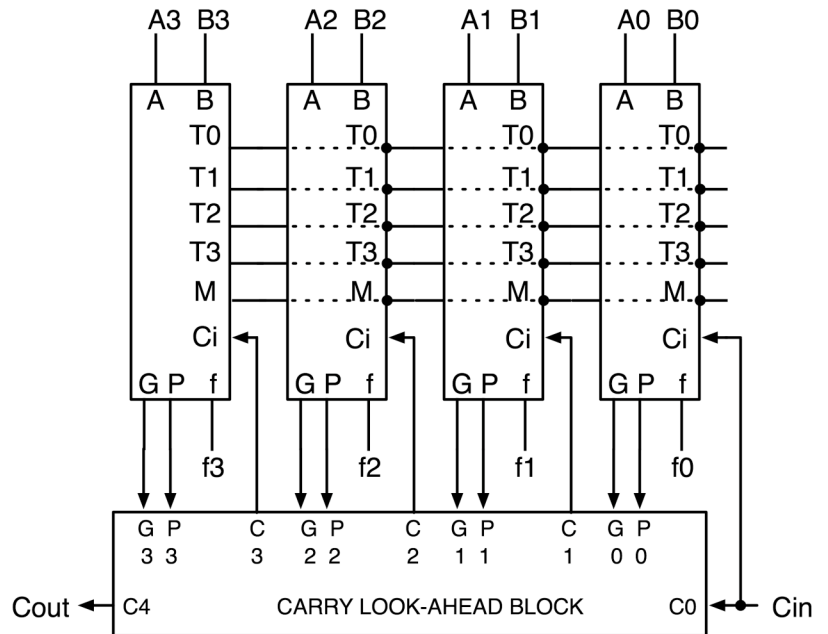 A3 B3 A2 B2 A1 B1 A0 B0
A B A B A B A B
T0 T0 T0 T0
T1 T1 T1 T1
T2 T2 T2 T2
T3 T3 T3 T3
M M M M
Ci Ci Ci Ci
G P f G P f G P f G P f
f3 f2 f1 f0
G P C G P C G P C G P
3 3 3 2 2 2 1 1 1 0 0
Cout C4 CARRY LOOK-AHEAD BLOCK C0 Cin